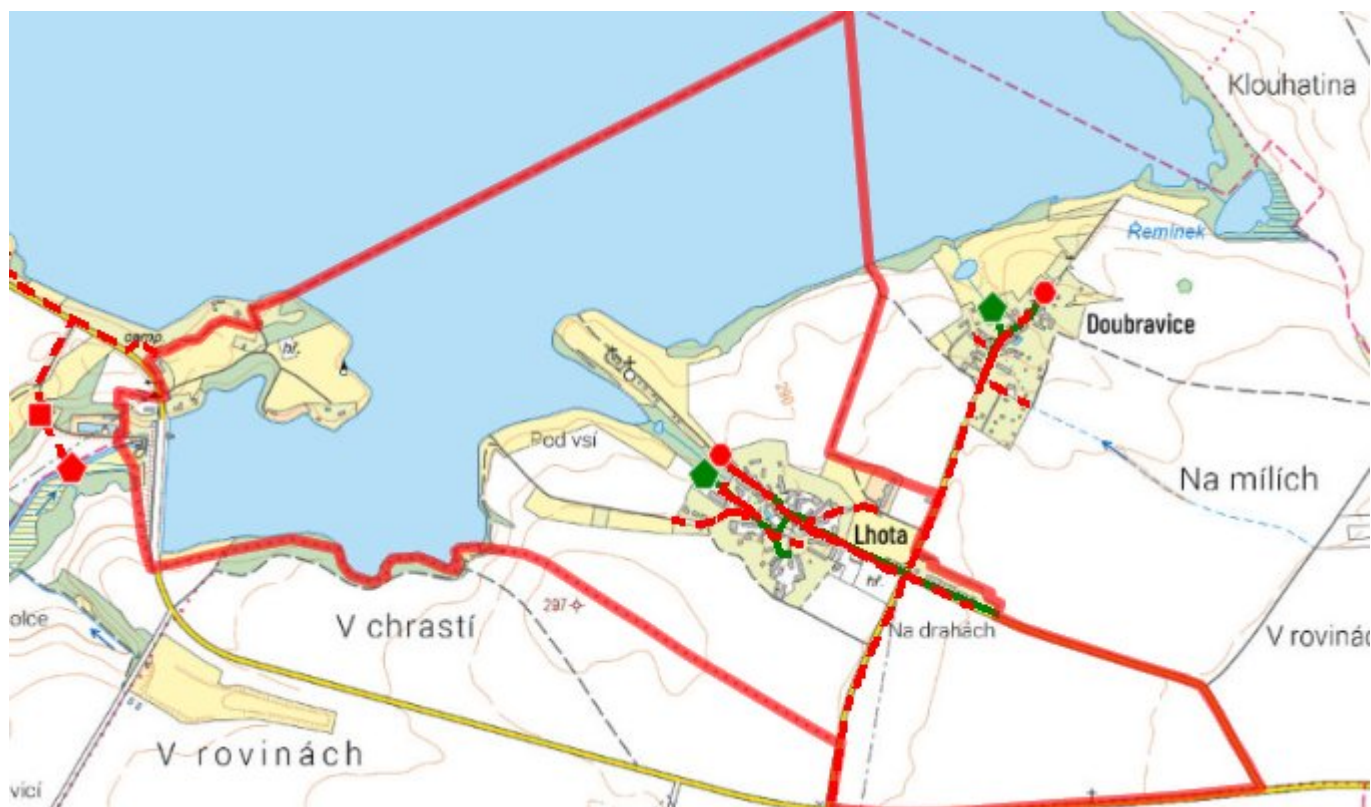 Klouhatina
Řemínek
Doubravice
camp
hř.
290
Pod vsí
Na mílích
Lhota
hř.
297
V chrastí
Na drahách
olce
V rovinác
V rovinách
vicí